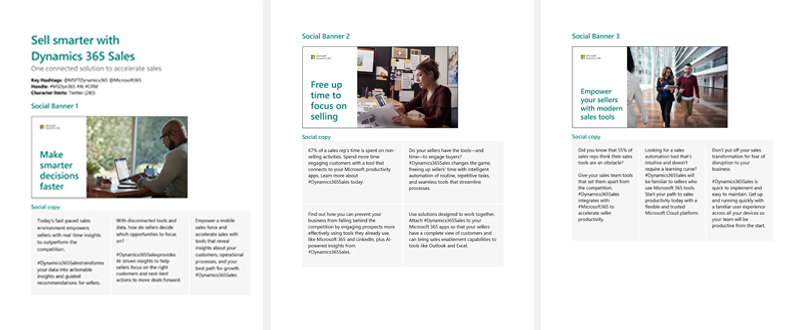 Sell smarter with
Dynamics 365 Sales
One connected solution to accelerate sales
Key Hashtags: @MSFTDynamics365 @Microsoft365
Handle: #MSDyn365 #AI #CRM
Character limits: Twitter (280)
Social Banner 1
Microsoft
Dynamics 365
Make
smarter
decisions
faster
Social copy
Today's fast-paced sales
environment empowers
sellers with real-time insights
to outperform the
competition.
#Dynamics365Salestransforms
your data into actionable
insights and guided
recommendations for sellers.
With disconnected tools and
data, how do sellers decide
which opportunities to focus
on?
#Dynamics365Salesprovides
AI-driven insights to help
sellers focus on the right
customers and next-best
actions to move deals forward.
Empower a mobile
sales force and
accelerate sales with
tools that reveal
insights about your
customers,
operational
processes, and
your best path for growth.
#Dynamics365Sales
Social Banner 2
Microsoft
Dynamics 365
Free up
time to
focus on
selling
Social copy
67% of a sales rep's time is spent on non-
selling activities. Spend more time
engaging customers with a tool that
connects to your Microsoft productivity
apps. Learn more about
#Dynamics365Sales today.
Do your sellers have the tools—and
time—to engage buyers?
#Dynamics365Sales changes the game,
freeing up sellers' time with intelligent
automation of routine, repetitive tasks,
and seamless tools that streamline
processes.
Find out how you can prevent your
business from falling behind the
competition by engaging prospects more
effectively using tools they already use,
like Microsoft 365 and LinkedIn, plus AI-
powered insights from
#Dynamics365Sales.
Use solutions designed to work together.
Attach #Dynamics365Sales to your
Microsoft 365 apps so that your sellers
have a complete view of customers and
can bring sales enablement capabilities to
tools like Outlook and Excel.
Social Banner 3
Microsoft
Dynamics 365
Empower
your sellers
with modern
sales tools
Social copy
Did you know that 55% of
sales reps think their sales
tools are an obstacle?
Give your sales team tools
that set them apart from
the competition.
#Dynamics365Sales
integrates with
#Microsoft365 to
accelerate seller
productivity.
Looking for a sales
automation tool that's
intuitive and doesn't
require a learning curve?
#Dynamics365Sales will
be familiar to sellers who
use Microsoft 365 tools.
Start your path to sales
productivity today with a
flexible and trusted
Microsoft Cloud platform.
Don't put off your sales
transformation for fear of
disruption to your
business.
#Dynamics365Sales is
quick to implement and
easy to maintain. Get up
and running quickly with
a familiar user experience
across all your devices so
your team will be
productive from the start.